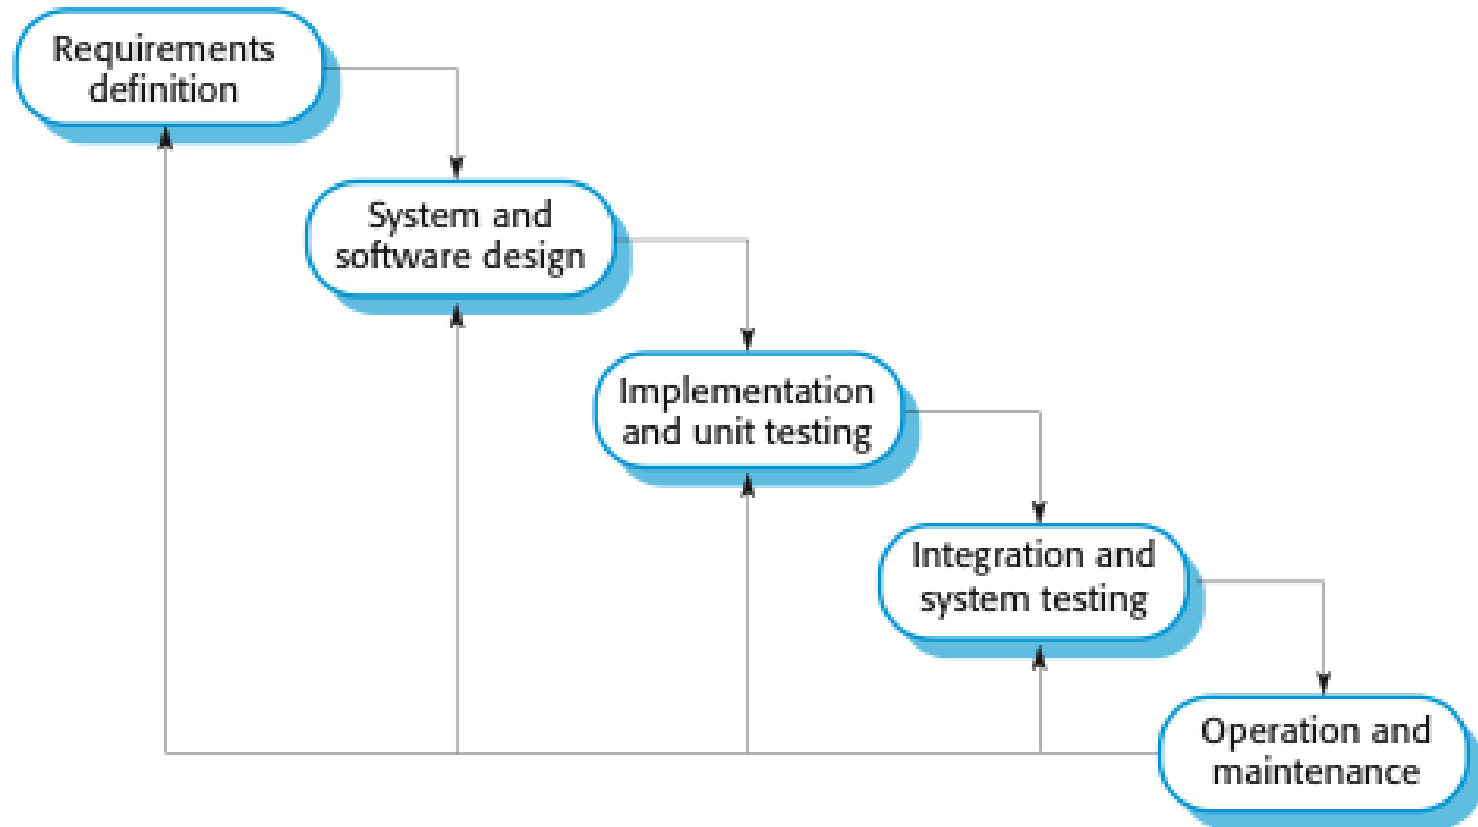 Requirements
definition
System and
software design
Implementation
and unit testing
Integration and
system testing
Operation and
maintenance